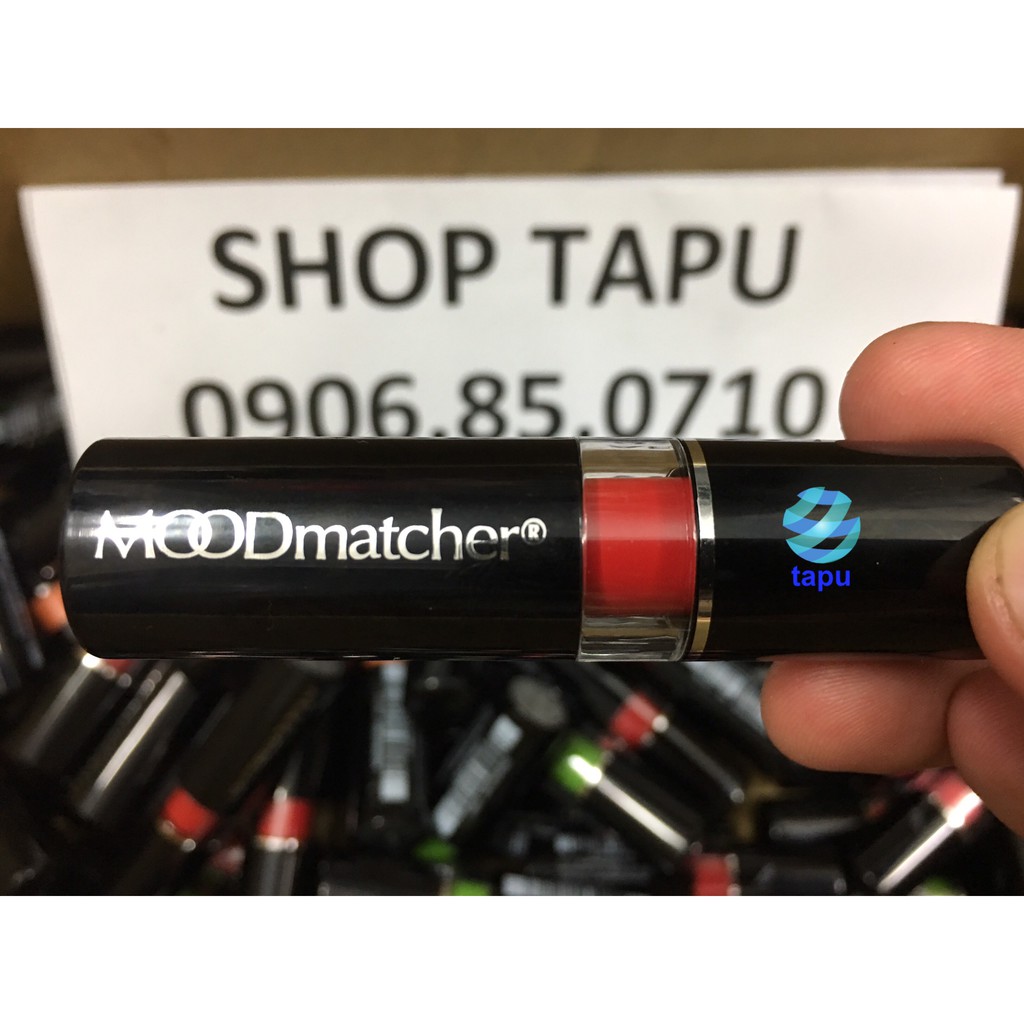 SHOP TAPU
0906.85.0710
MOODmatcher®
tapu